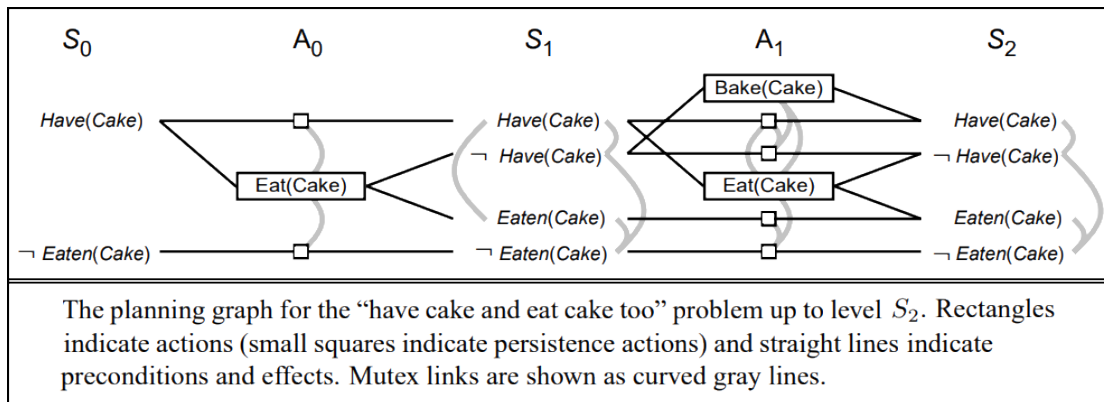 S₀ A₀ S₁ A₁ S₂
Bake(Cake)
Have(Cake) Have(Cake) Have(Cake)
¬ Have(Cake) ¬ Have(Cake)
Eat(Cake) Eat(Cake)
Eaten(Cake) Eaten(Cake)
¬ Eaten(Cake) ¬ Eaten(Cake) ¬ Eaten(Cake)
The planning graph for the “have cake and eat cake too” problem up to level S₂. Rectangles
indicate actions (small squares indicate persistence actions) and straight lines indicate
preconditions and effects. Mutex links are shown as curved gray lines.